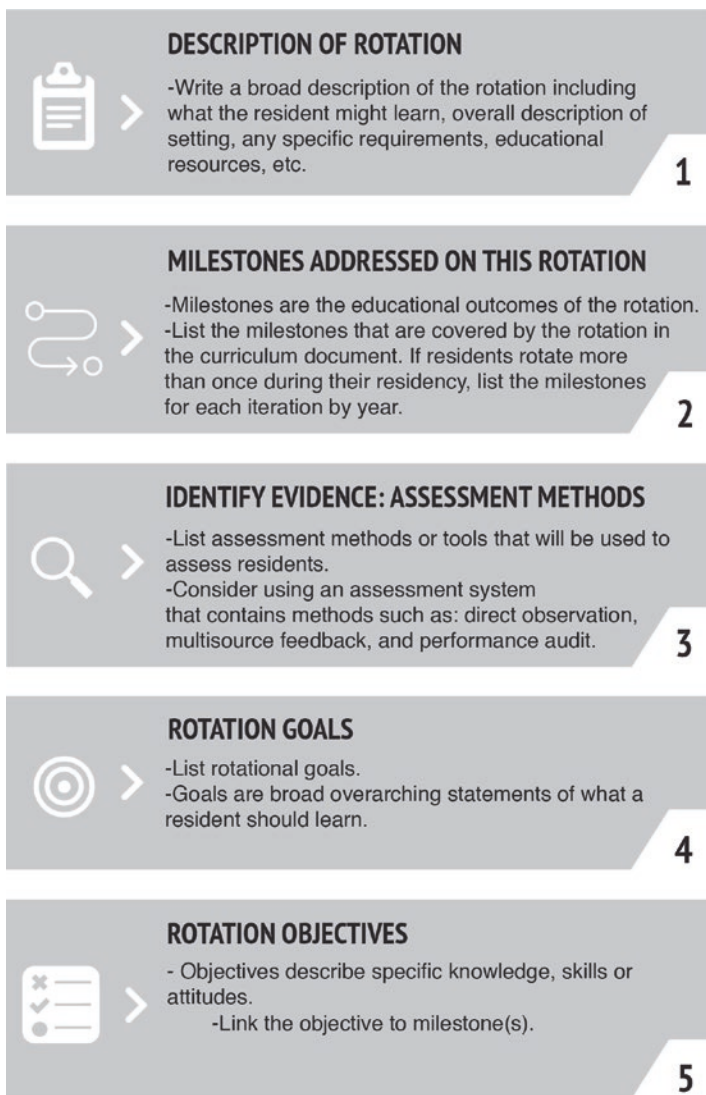 DESCRIPTION OF ROTATION
-Write a broad description of the rotation including
what the resident might learn, overall description of
setting, any specific requirements, educational
resources, etc.
1
MILESTONES ADDRESSED ON THIS ROTATION
-Milestones are the educational outcomes of the rotation.
-List the milestones that are covered by the rotation in
the curriculum document. If residents rotate more
than once during their residency, list the milestones
for each iteration by year.
2
IDENTIFY EVIDENCE: ASSESSMENT METHODS
-List assessment methods or tools that will be used to
assess residents.
-Consider using an assessment system
that contains methods such as: direct observation,
multisource feedback, and performance audit.
3
ROTATION GOALS
-List rotational goals.
-Goals are broad overarching statements of what a
resident should learn.
4
ROTATION OBJECTIVES
- Objectives describe specific knowledge, skills or
attitudes.
-Link the objective to milestone(s).
5